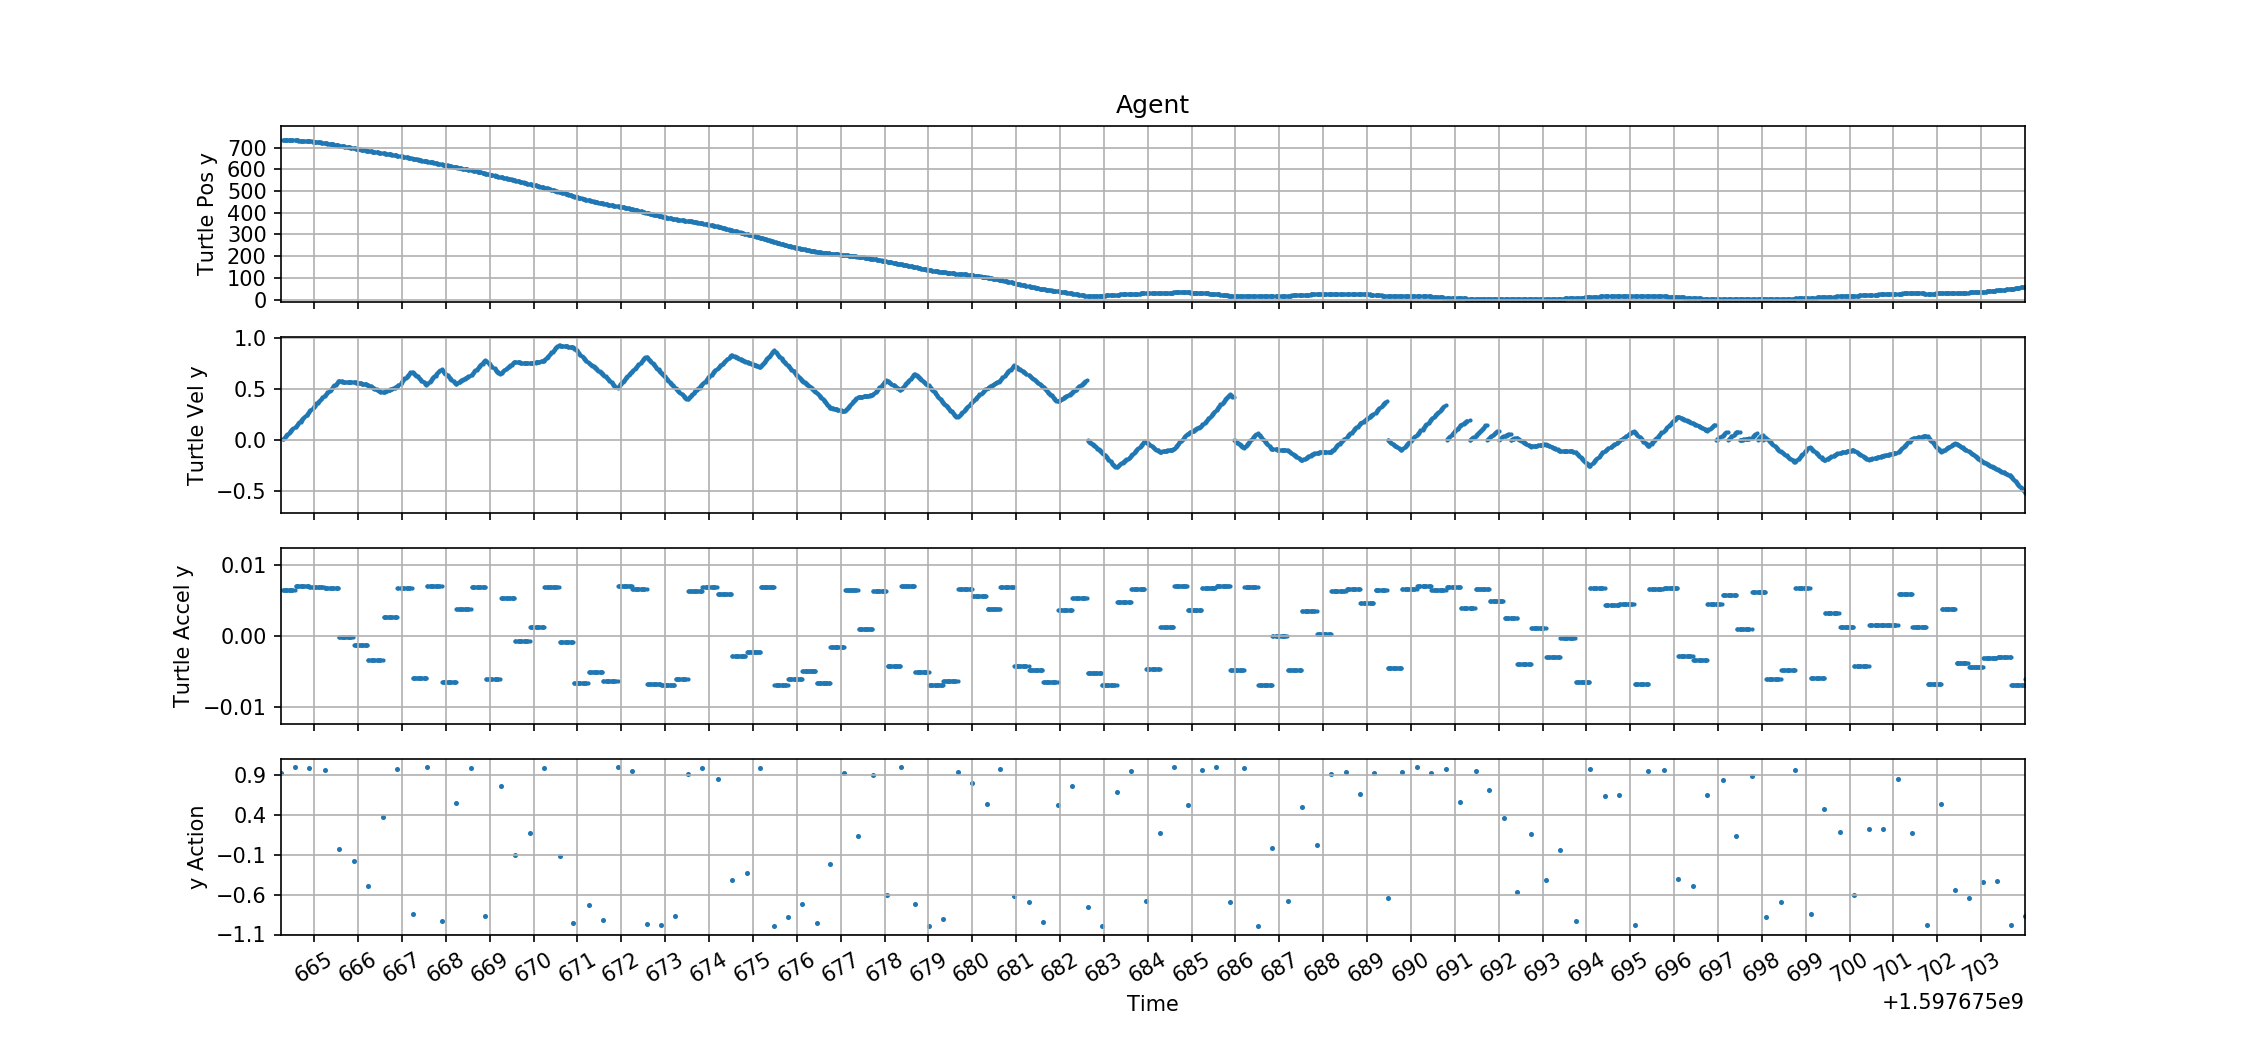 Agent
Turtle Pos y
700
600
500
400
300
200
100
0
Turtle Vel y
1.0
0.5
0.0
−0.5
Turtle Accel y
0.01
0.00
−0.01
y Action
0.9
0.4
−0.1
−0.6
−1.1
665 666 667 668 669 670 671 672 673 674 675 676 677 678 679 680 681 682 683 684 685 686 687 688 689 690 691 692 693 694 695 696 697 698 699 700 701 702 703
Time
+1.597675e9